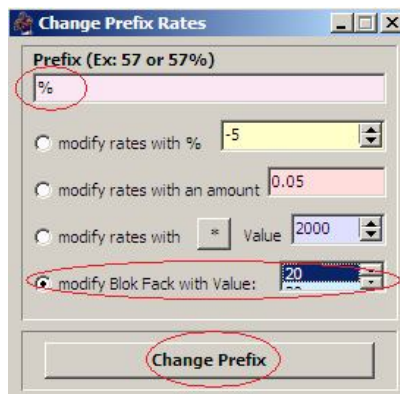 Change Prefix Rates
Prefix (Ex: 57 or 57%)
%
modify rates with % -5
modify rates with an amount 0.05
modify rates with * Value 2000
modify Blok Fack with Value: 20
Change Prefix